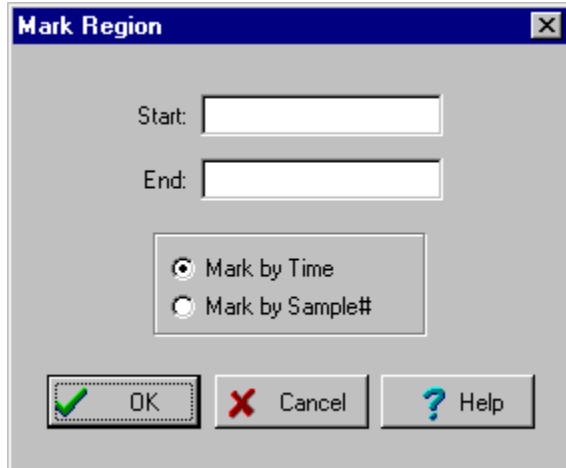 Mark Region
Start:
End:
Mark by Time
Mark by Sample#
OK Cancel Help